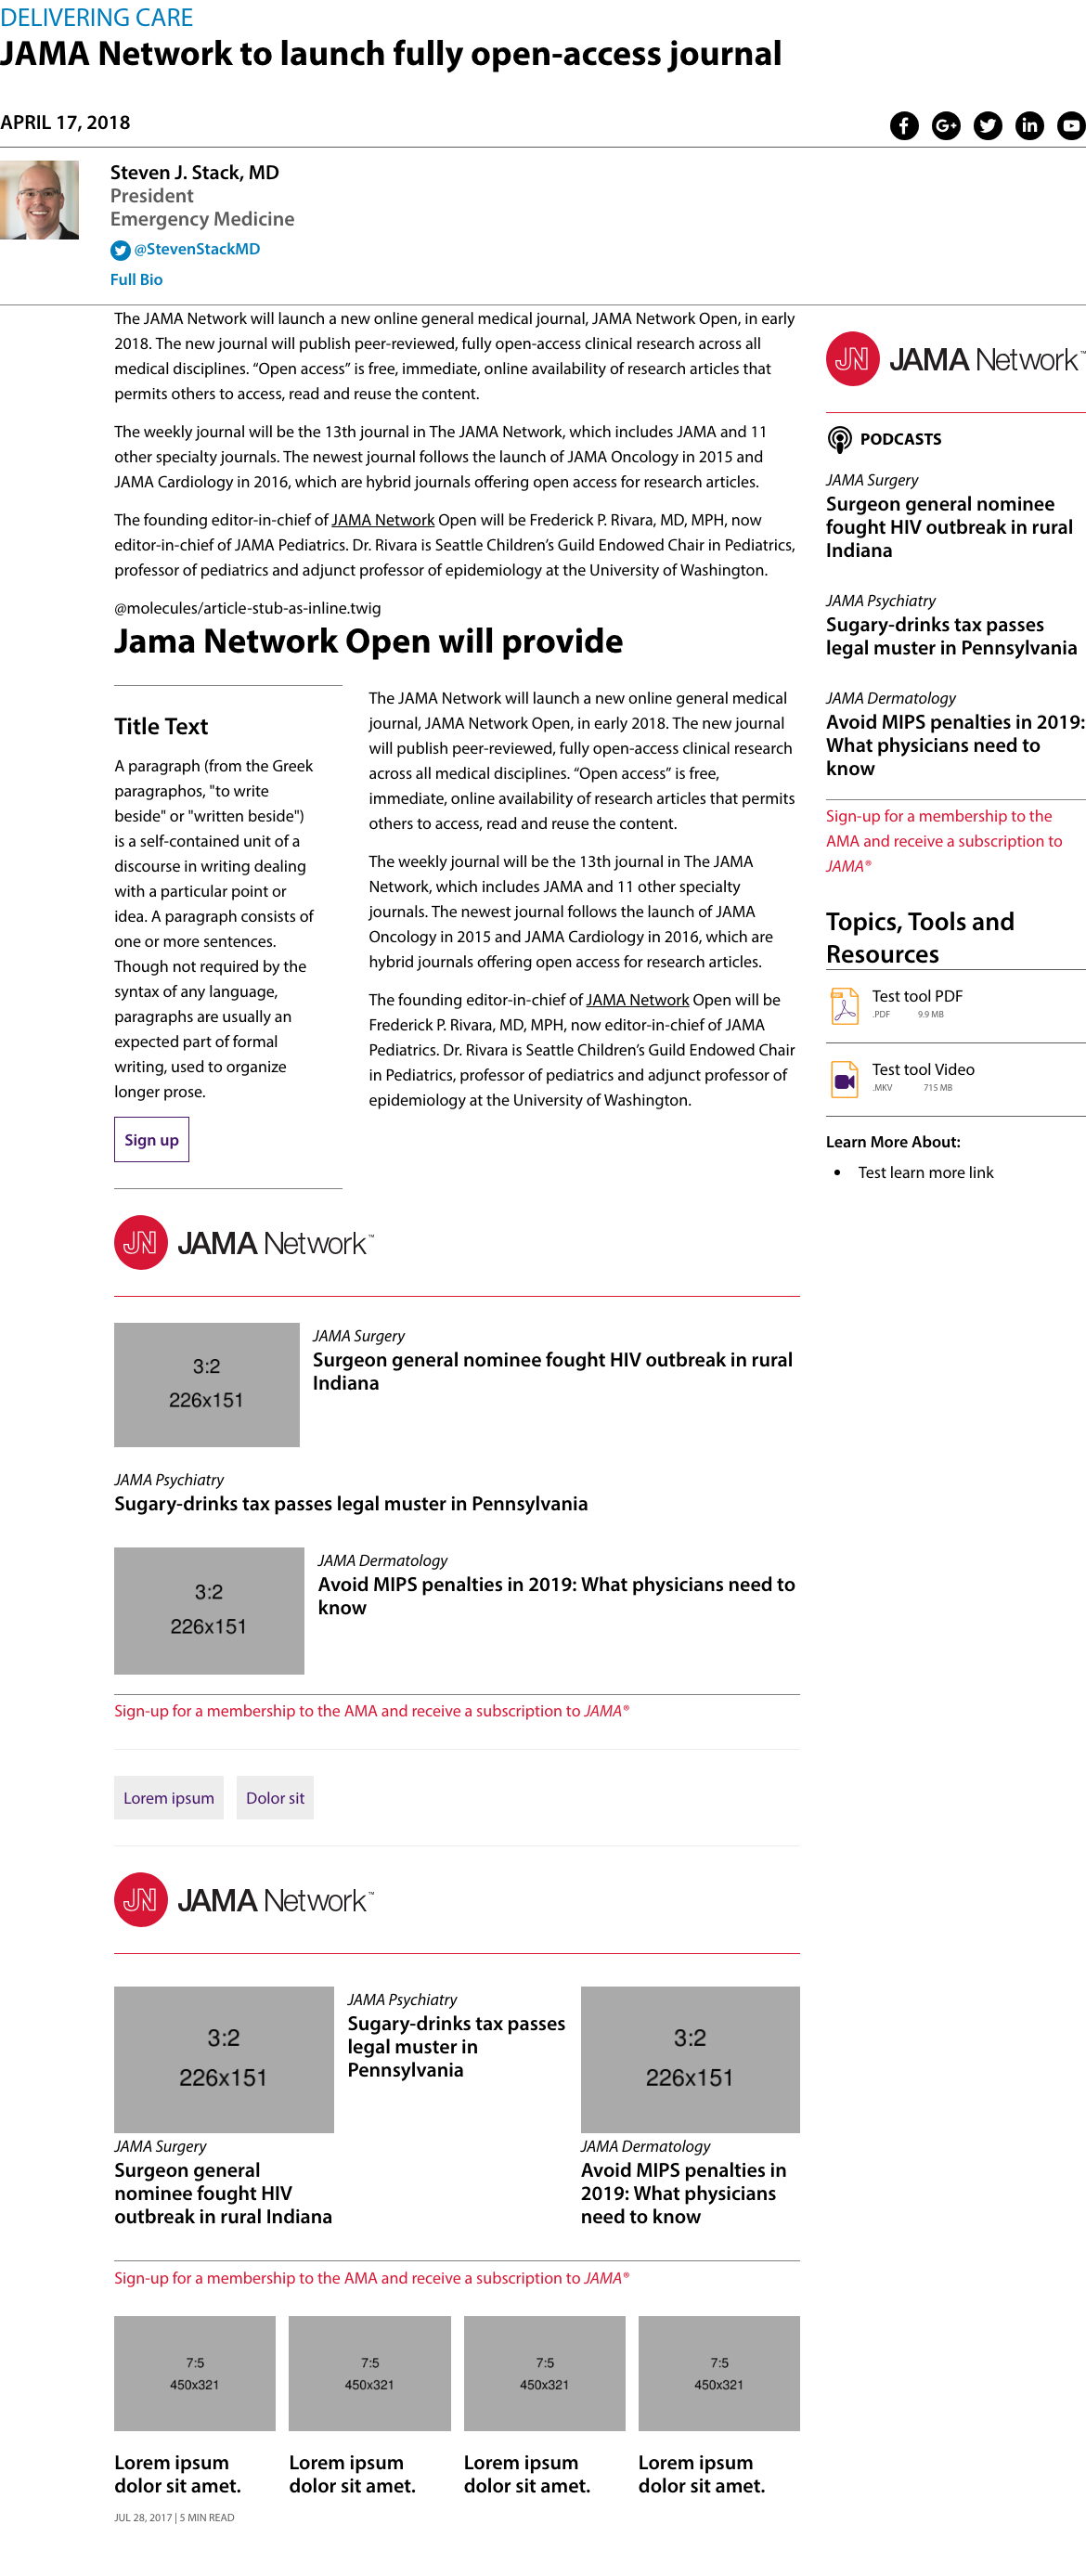 DELIVERING CARE
JAMA Network to launch fully open-access journal
APRIL 17, 2018
Steven J. Stack, MD
President
Emergency Medicine
@StevenStackMD
Full Bio
The JAMA Network will launch a new online general medical journal, JAMA Network Open, in early
2018. The new journal will publish peer-reviewed, fully open-access clinical research across all
medical disciplines. “Open access” is free, immediate, online availability of research articles that
permits others to access, read and reuse the content.
The weekly journal will be the 13th journal in The JAMA Network, which includes JAMA and 11
other specialty journals. The newest journal follows the launch of JAMA Oncology in 2015 and
JAMA Cardiology in 2016, which are hybrid journals offering open access for research articles.
The founding editor-in-chief of JAMA Network Open will be Frederick P. Rivara, MD, MPH, now
editor-in-chief of JAMA Pediatrics. Dr. Rivara is Seattle Children’s Guild Endowed Chair in Pediatrics,
professor of pediatrics and adjunct professor of epidemiology at the University of Washington.
@molecules/article-stub-as-inline.twig
Jama Network Open will provide
Title Text
A paragraph (from the Greek
paragraphos, "to write
beside" or "written beside")
is a self-contained unit of a
discourse in writing dealing
with a particular point or
idea. A paragraph consists of
one or more sentences.
Though not required by the
syntax of any language,
paragraphs are usually an
expected part of formal
writing, used to organize
longer prose.
Sign up
The JAMA Network will launch a new online general medical
journal, JAMA Network Open, in early 2018. The new journal
will publish peer-reviewed, fully open-access clinical research
across all medical disciplines. “Open access” is free,
immediate, online availability of research articles that permits
others to access, read and reuse the content.
The weekly journal will be the 13th journal in The JAMA
Network, which includes JAMA and 11 other specialty
journals. The newest journal follows the launch of JAMA
Oncology in 2015 and JAMA Cardiology in 2016, which are
hybrid journals offering open access for research articles.
The founding editor-in-chief of JAMA Network Open will be
Frederick P. Rivara, MD, MPH, now editor-in-chief of JAMA
Pediatrics. Dr. Rivara is Seattle Children’s Guild Endowed Chair
in Pediatrics, professor of pediatrics and adjunct professor of
epidemiology at the University of Washington.
JN JAMA Network™
3:2
226x151
JAMA Surgery
Surgeon general nominee fought HIV outbreak in rural
Indiana
JAMA Psychiatry
Sugary-drinks tax passes legal muster in Pennsylvania
3:2
226x151
JAMA Dermatology
Avoid MIPS penalties in 2019: What physicians need to
know
Sign-up for a membership to the AMA and receive a subscription to JAMA®
Lorem ipsum Dolor sit
JN JAMA Network™
3:2
226x151
JAMA Surgery
Surgeon general
nominee fought HIV
outbreak in rural Indiana
JAMA Psychiatry
Sugary-drinks tax passes
legal muster in
Pennsylvania
3:2
226x151
JAMA Dermatology
Avoid MIPS penalties in
2019: What physicians
need to know
Sign-up for a membership to the AMA and receive a subscription to JAMA®
7:5
450x321
Lorem ipsum
dolor sit amet.
JUL 28, 2017 | 5 MIN READ
7:5
450x321
Lorem ipsum
dolor sit amet.
7:5
450x321
Lorem ipsum
dolor sit amet.
7:5
450x321
Lorem ipsum
dolor sit amet.
JN JAMA Network™
PODCASTS
JAMA Surgery
Surgeon general nominee
fought HIV outbreak in rural
Indiana
JAMA Psychiatry
Sugary-drinks tax passes
legal muster in Pennsylvania
JAMA Dermatology
Avoid MIPS penalties in 2019:
What physicians need to
know
Sign-up for a membership to the
AMA and receive a subscription to
JAMA®
Topics, Tools and
Resources
Test tool PDF
.PDF 9.9 MB
Test tool Video
.MKV 715 MB
Learn More About:
Test learn more link